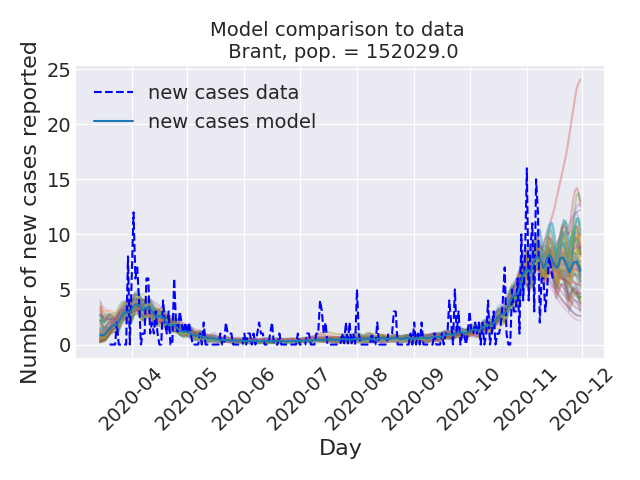 Model comparison to data
Brant, pop. = 152029.0
Number of new cases reported
25
20
15
10
5
0
new cases data
new cases model
2020-04
2020-05
2020-06
2020-07
2020-08
2020-09
2020-10
2020-11
2020-12
Day